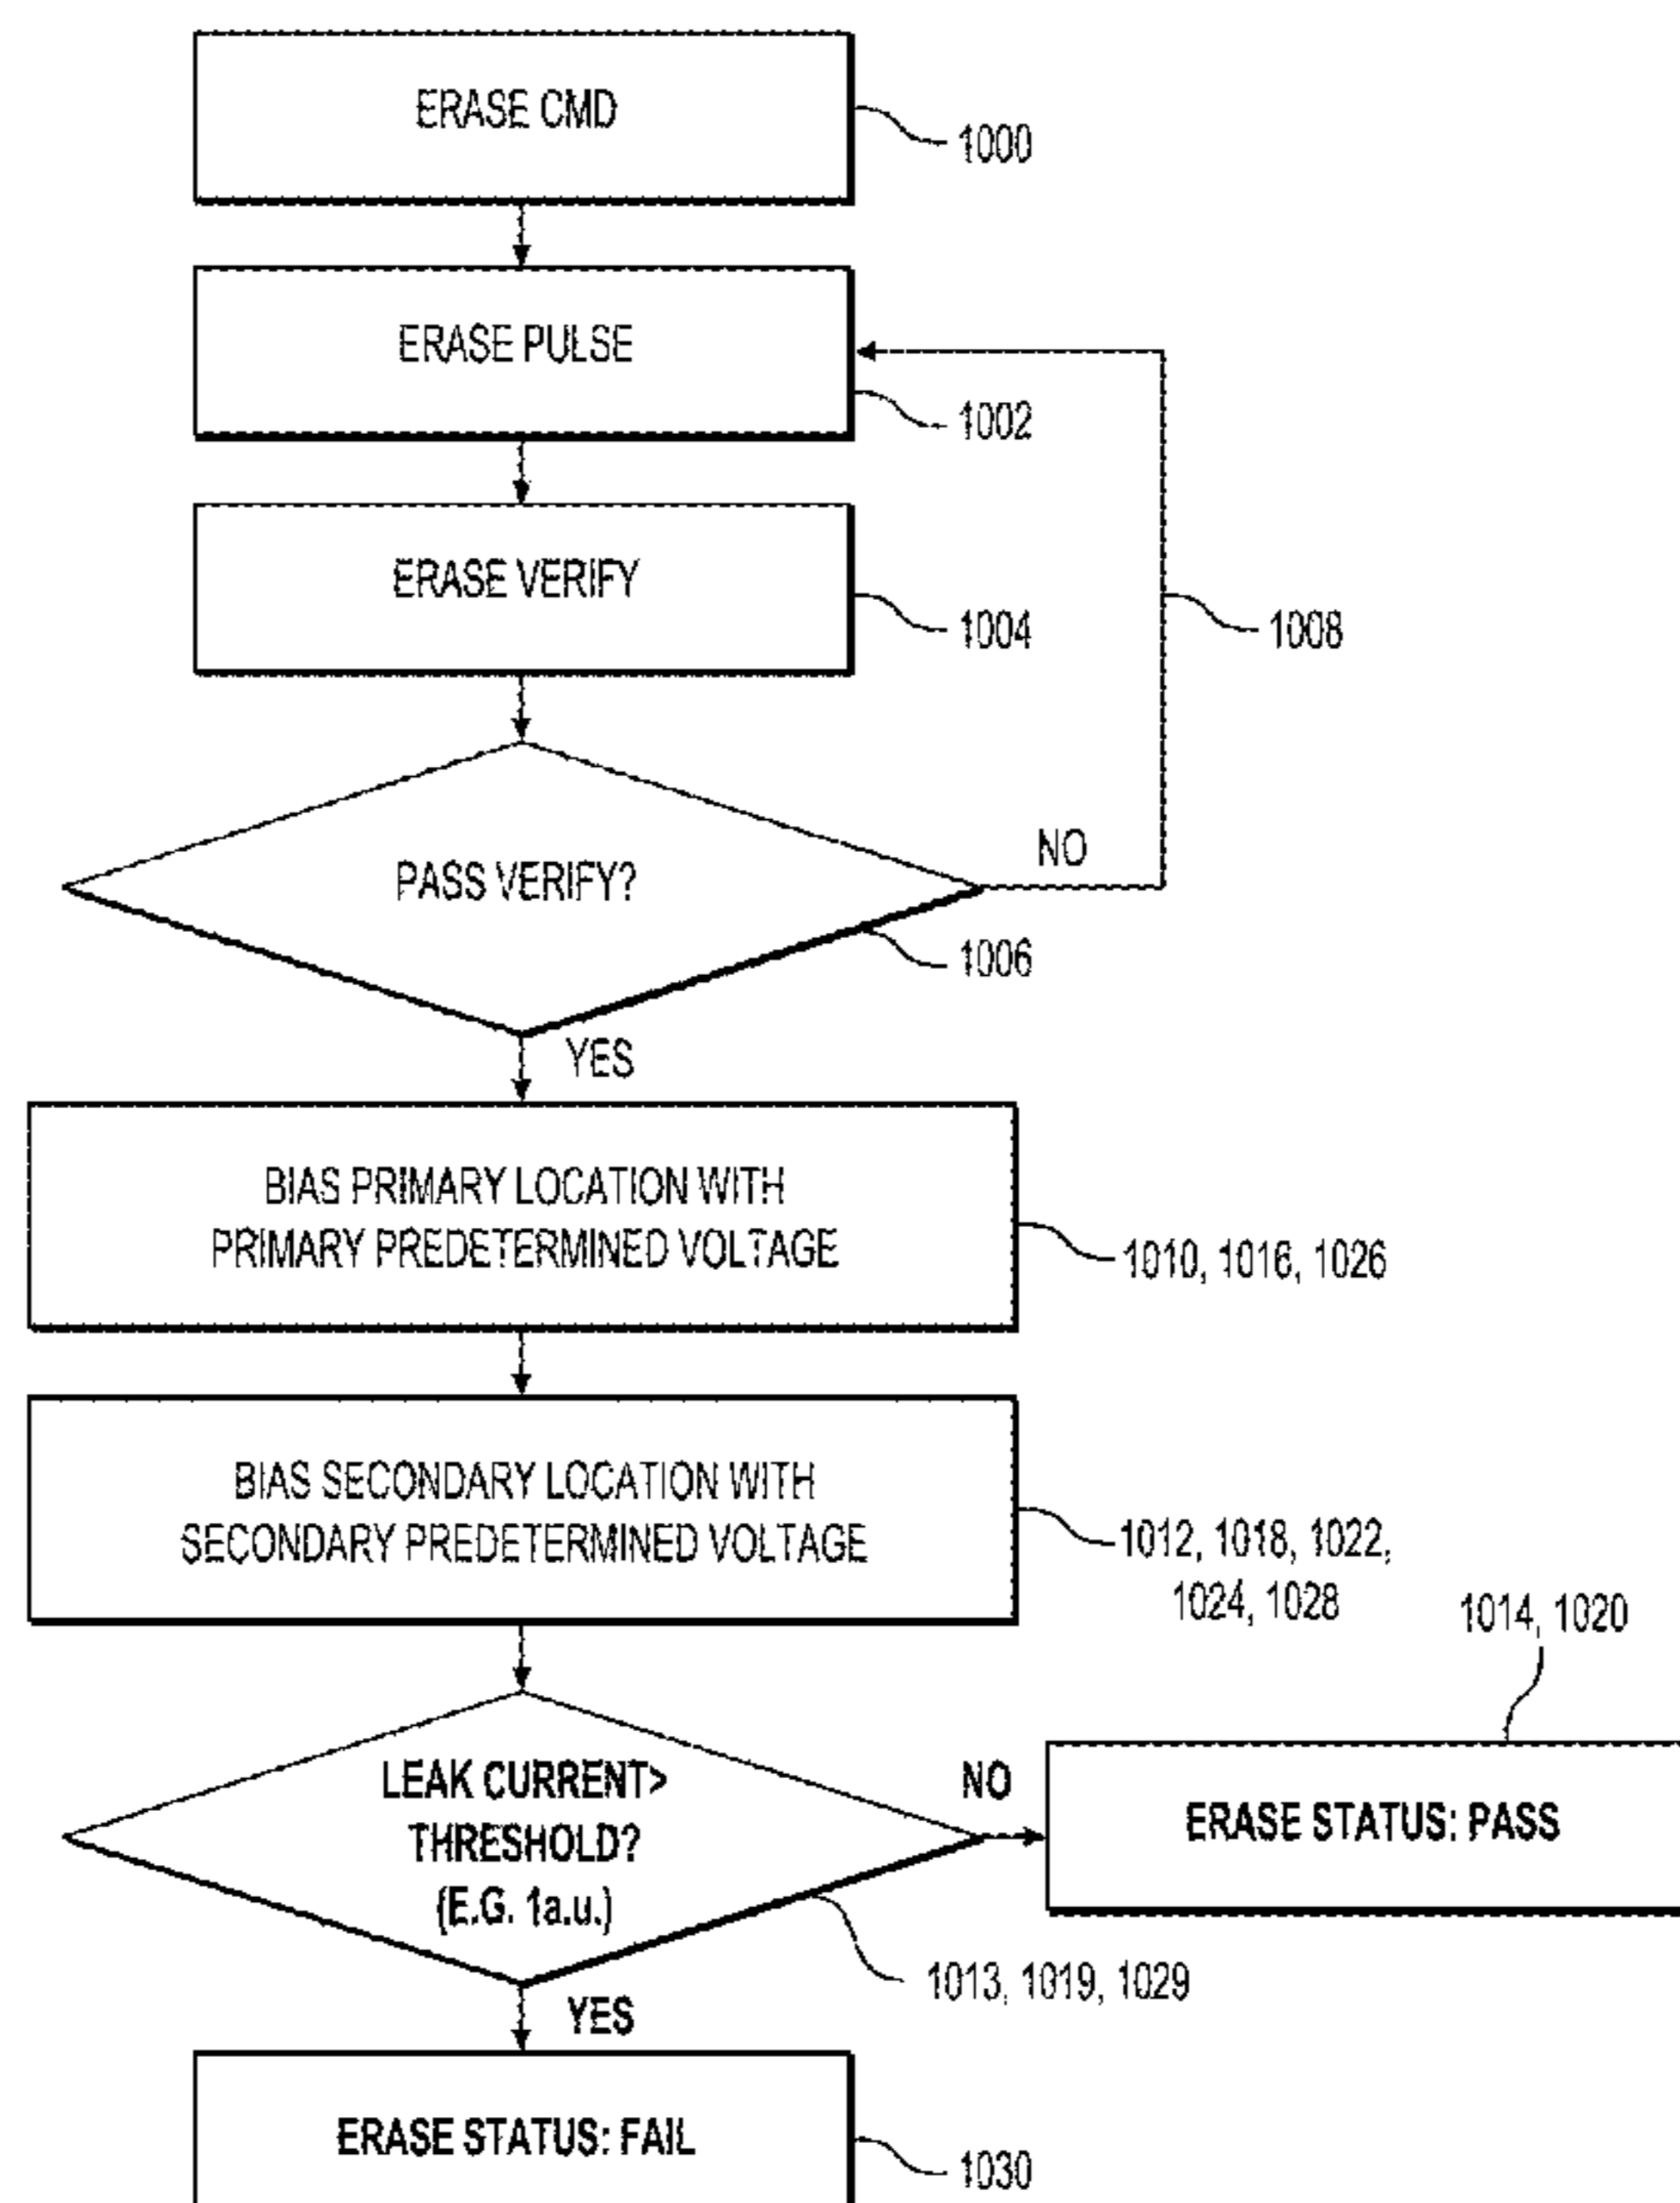 ERASE CMD
1000
ERASE PULSE
1002
ERASE VERIFY
1004
1008
NO
PASS VERIFY?
1006
YES
BIAS PRIMARY LOCATION WITH
PRIMARY PREDETERMINED VOLTAGE
1010, 1016, 1026
BIAS SECONDARY LOCATION WITH
SECONDARY PREDETERMINED VOLTAGE
1012, 1018, 1022,
1024, 1028
1014, 1020
LEAK CURRENT>
THRESHOLD?
(E.G. 1a.u.)
NO
ERASE STATUS: PASS
1013, 1019, 1029
YES
ERASE STATUS: FAIL
1030